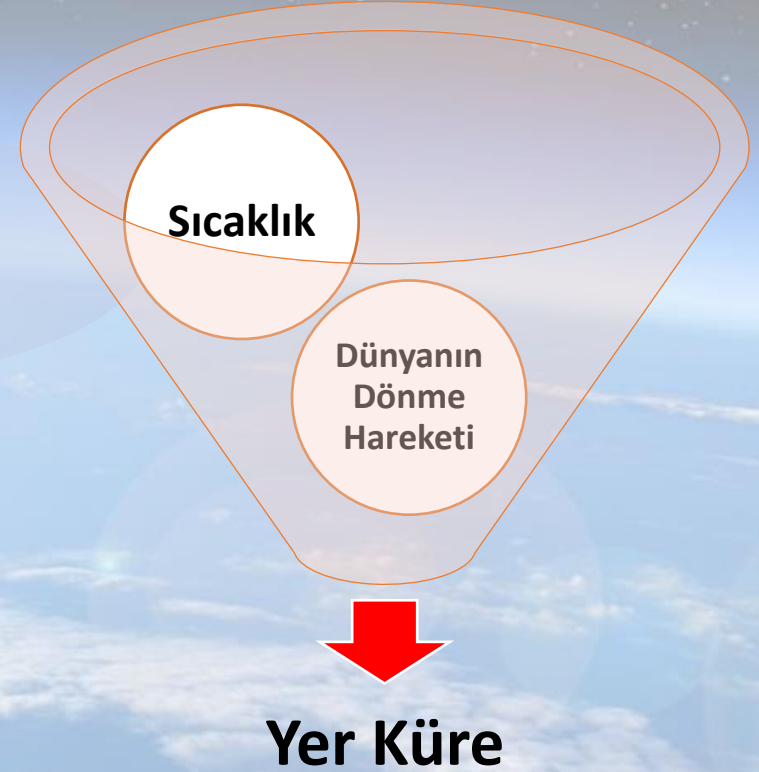 Sıcaklık
Dünyanın
Dönme
Hareketi
Yer Küre